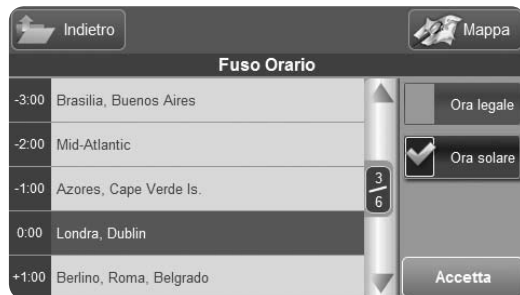 Indietro
Mappa
Fuso Orario
-3:00 Brasilia, Buenos Aires
-2:00 Mid-Atlantic
-1:00 Azores, Cape Verde Is.
0:00 Londra, Dublin
+1:00 Berlino, Roma, Belgrado
3
6
Ora legale
Ora solare
Accetta